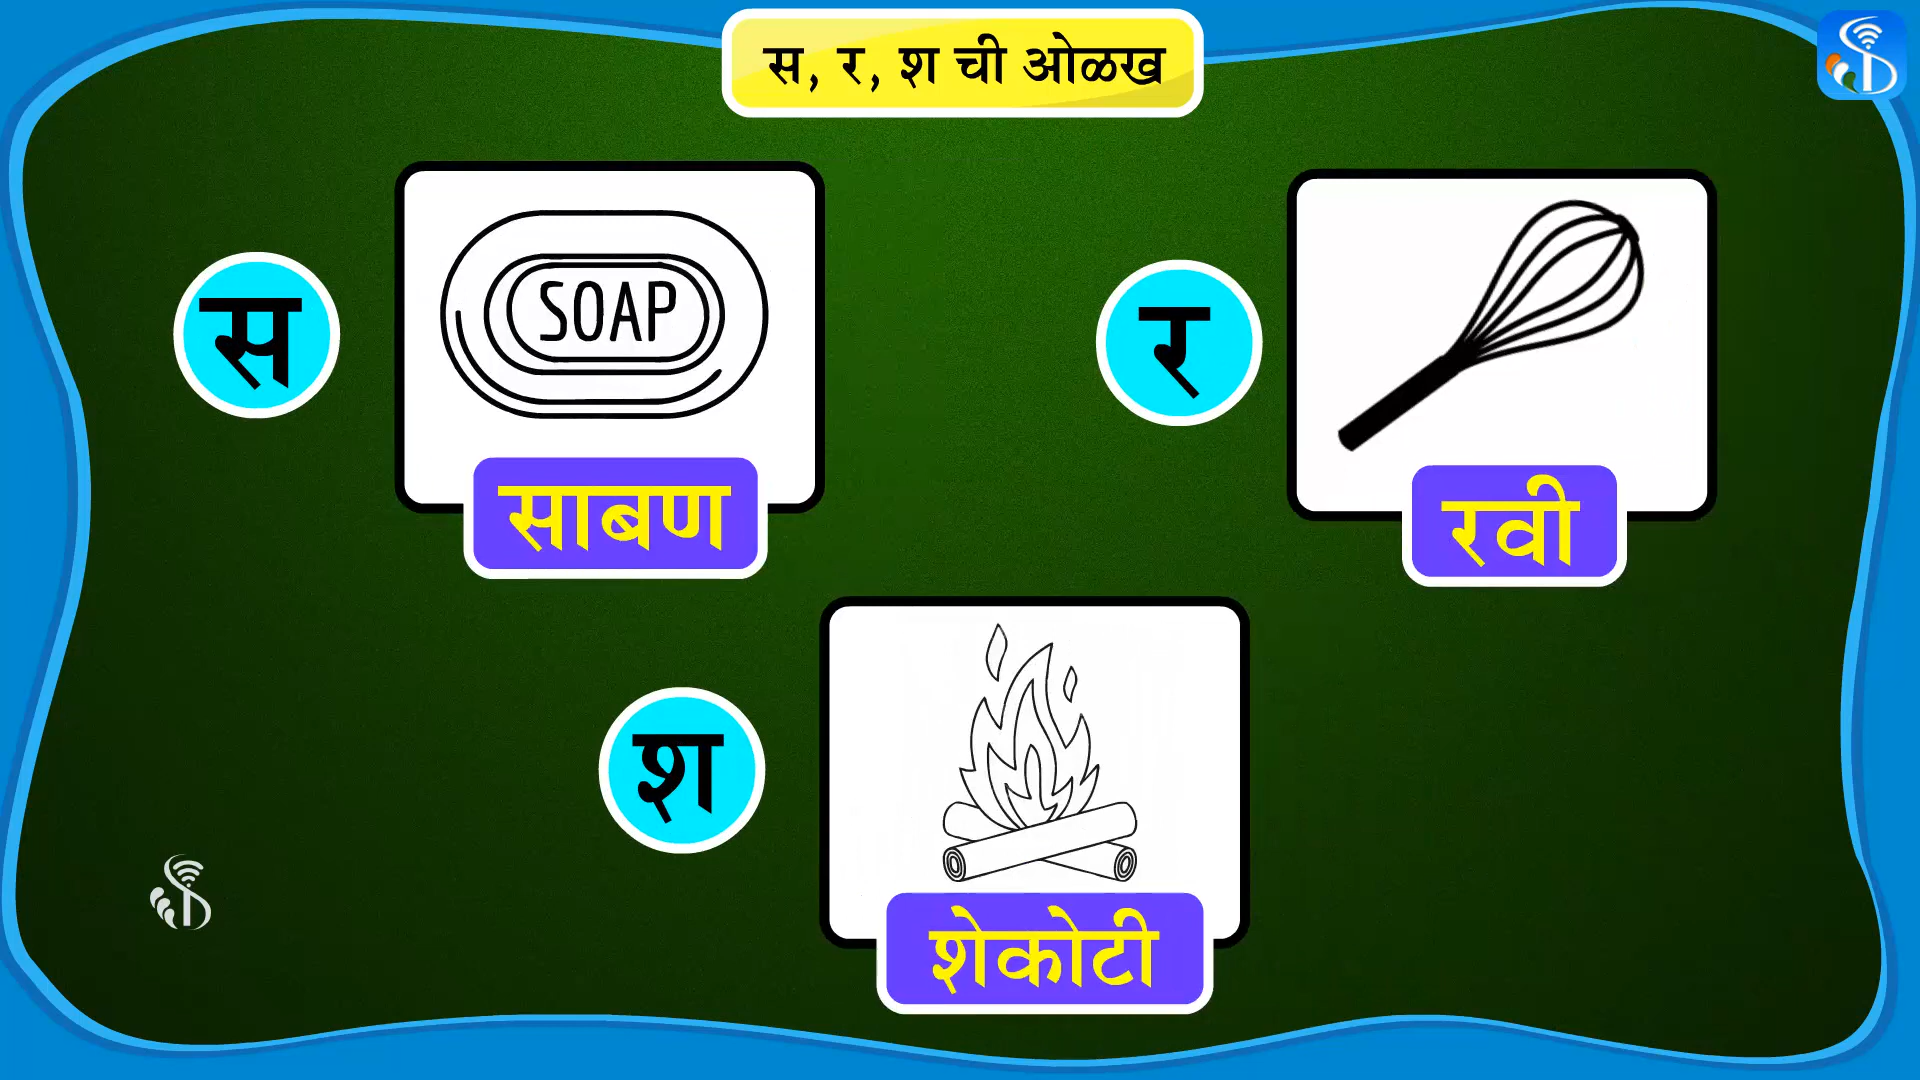 स, र, श ची ओळख
स
SOAP
साबण
र
रवी
श
शेकोटी